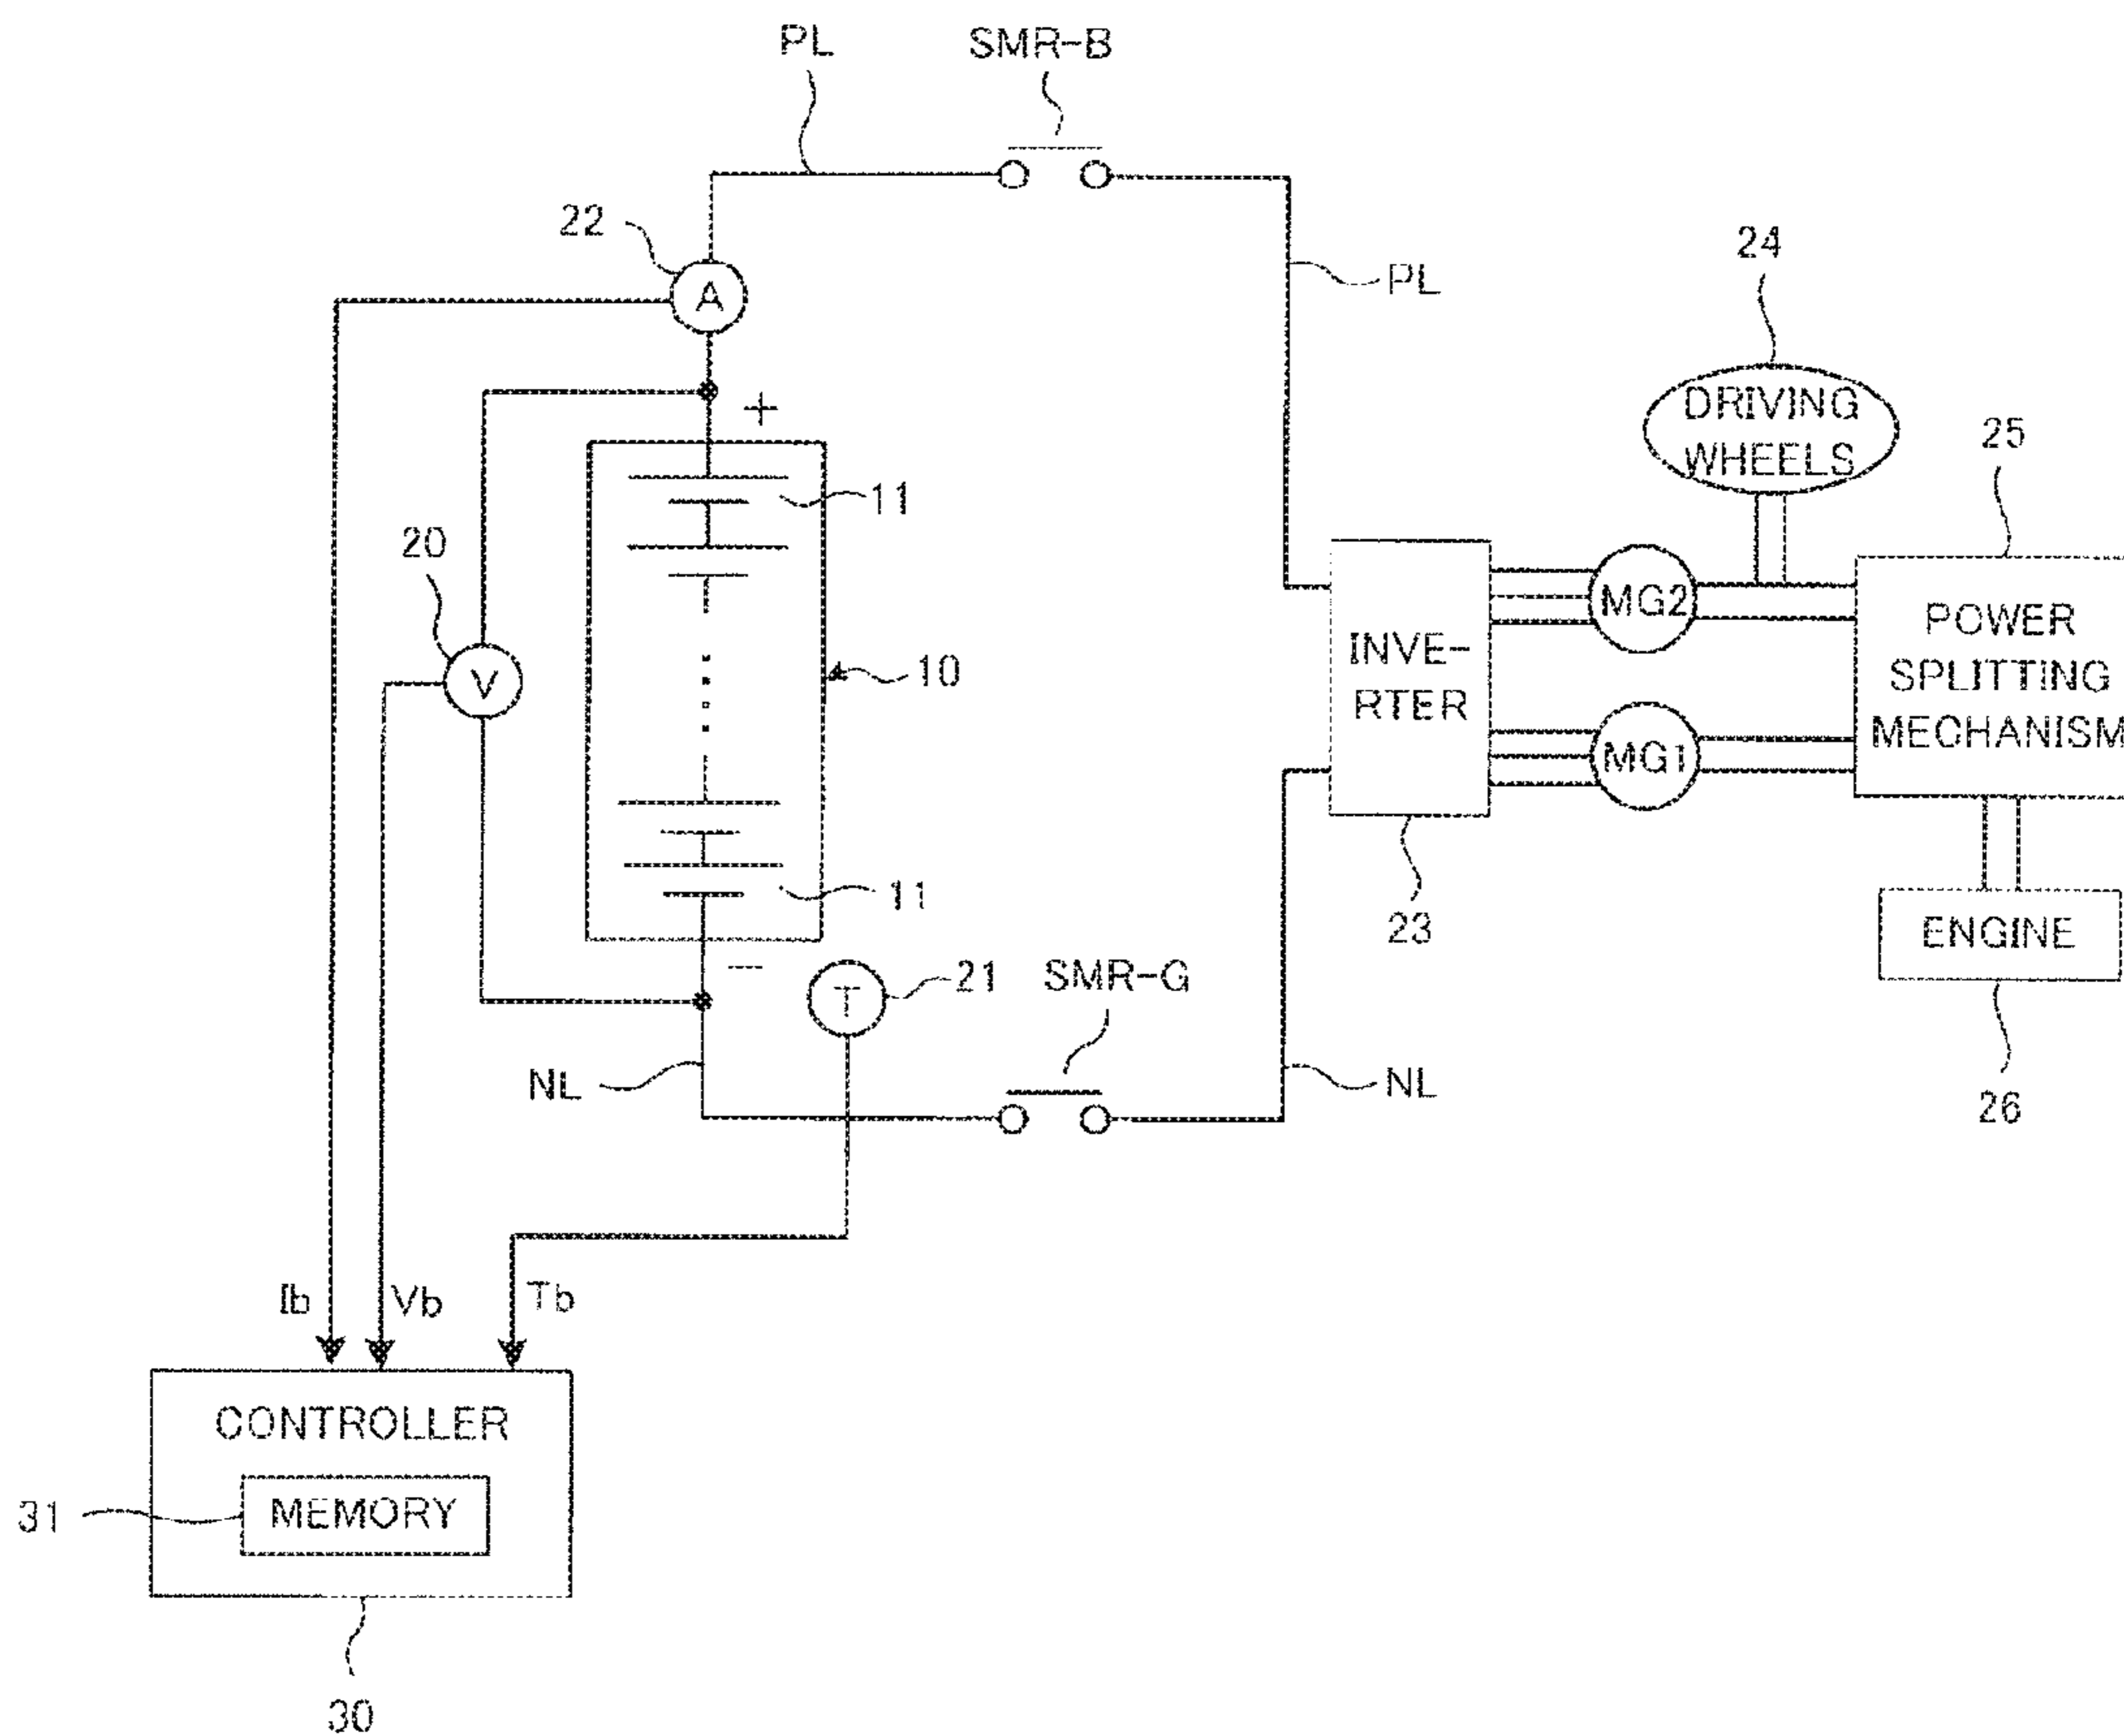 PL
SMR-B
22
24
A
PL
+
DRIVING
WHEELS
25
11
20
INVE-
RTER
MG2
POWER
SPLITTING
MECHANISM
V
10
MG1
11
23
ENGINE
−
T
21
SMR-G
NL
NL
26
Ib
Vb
Tb
CONTROLLER
31
MEMORY
30